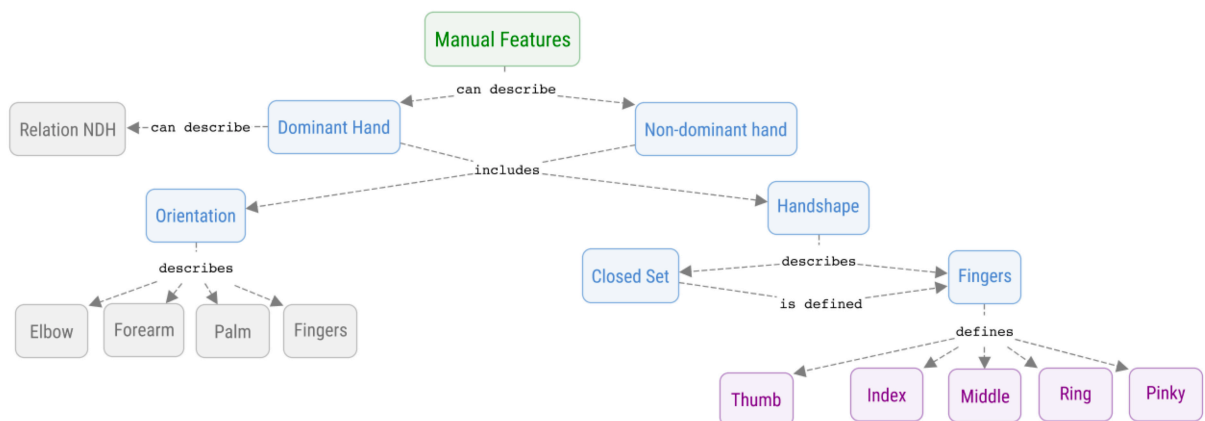 Manual Features
can describe
Relation NDH
can describe
Dominant Hand
Non-dominant hand
includes
Orientation
Handshape
describes
describes
Closed Set
Fingers
is defined
Elbow
Forearm
Palm
Fingers
defines
Thumb
Index
Middle
Ring
Pinky